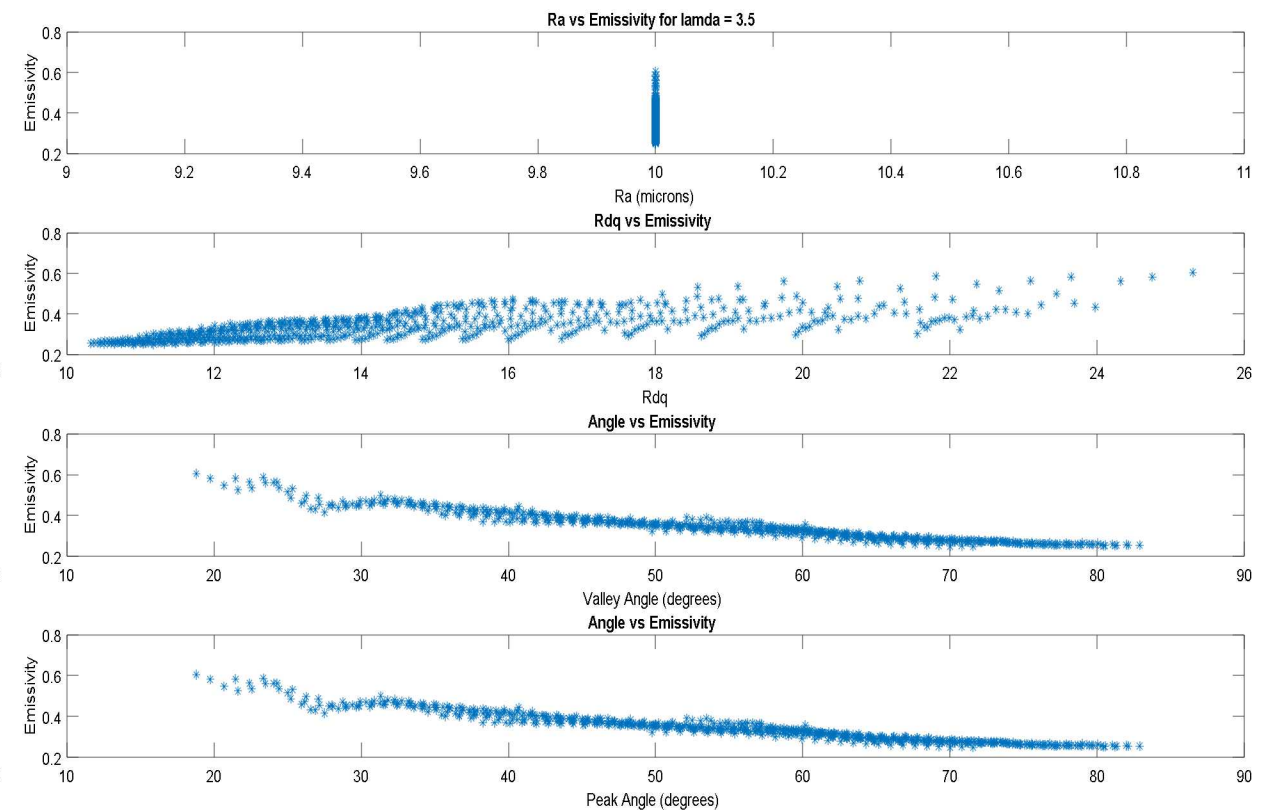 Ra vs Emissivity for lamda = 3.5
Emissivity
0.8
0.6
0.4
0.2
9 9.2 9.4 9.6 9.8 10.0 10.2 10.4 10.6 10.8 11
Ra (microns)
Rdq vs Emissivity
Emissivity
0.8
0.6
0.4
0.2
10 12 14 16 18 20 22 24 26
Rdq
Angle vs Emissivity
Emissivity
0.8
0.6
0.4
0.2
10 20 30 40 50 60 70 80 90
Valley Angle (degrees)
Angle vs Emissivity
Emissivity
0.8
0.6
0.4
0.2
10 20 30 40 50 60 70 80 90
Peak Angle (degrees)